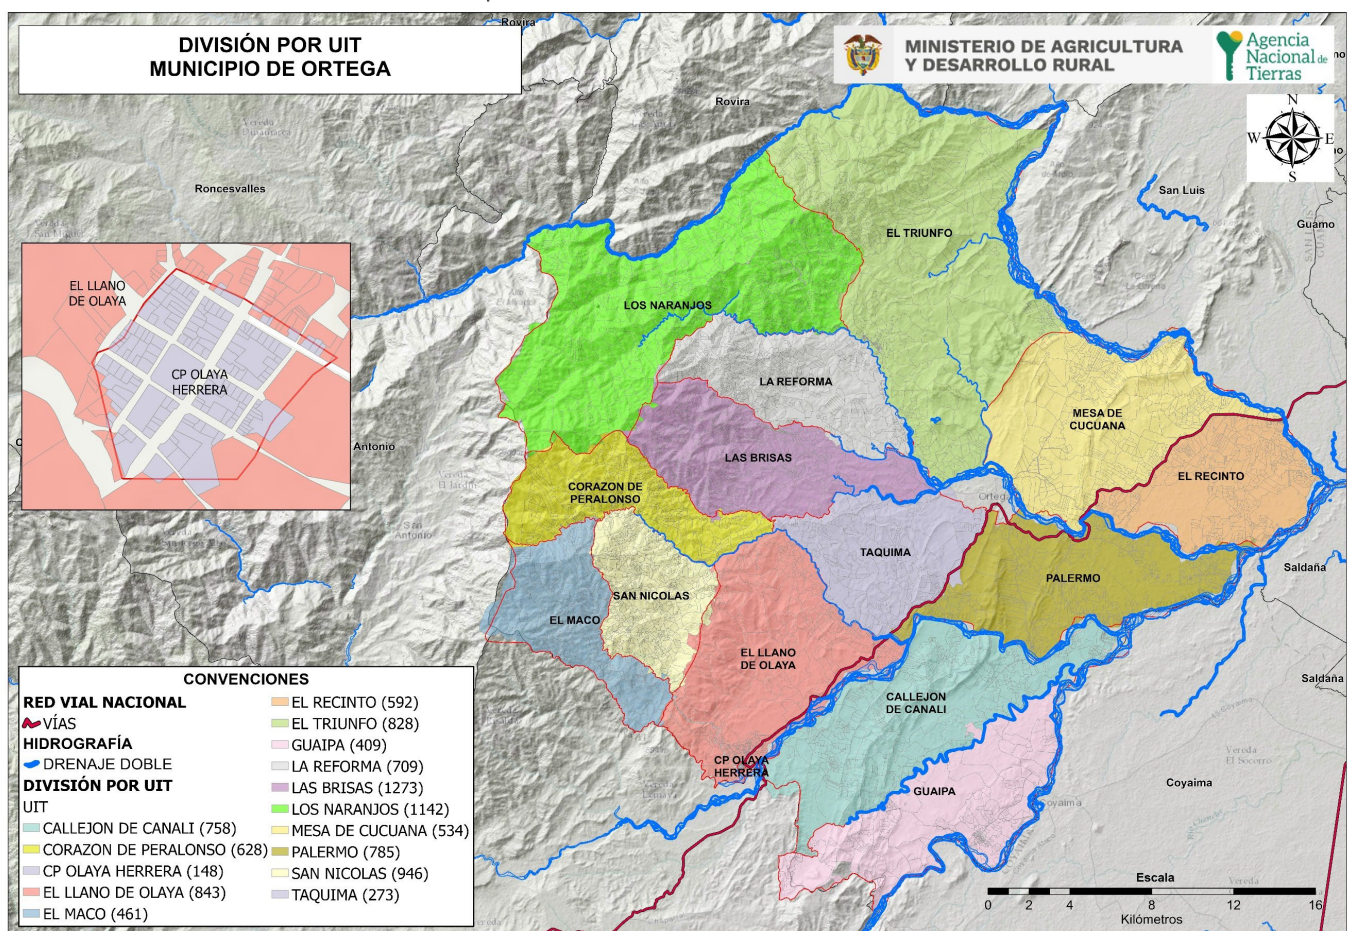 DIVISIÓN POR UIT
MUNICIPIO DE ORTEGA
MINISTERIO DE AGRICULTURA
Y DESARROLLO RURAL
Agencia
Nacional de
Tierras
N
W
E
S
Rovira
Rovira
Roncesvalles
San Luis
Guamo
EL TRIUNFO
LOS NARANJOS
EL LLANO
DE OLAYA
CP OLAYA
HERRERA
LA REFORMA
MESA DE
CUCUANA
Antonio
LAS BRISAS
EL RECINTO
CORAZON DE
PERALONSO
Ortega
San
Antonio
TAQUIMA
Saldaña
PALERMO
SAN NICOLAS
EL MACO
EL LLANO
DE OLAYA
Saldaña
CALLEJON
DE CANALI
CP OLAYA
HERRERA
Vereda
El Socorro
Coyaima
GUAIPA
Coyaima
CONVENCIONES
RED VIAL NACIONAL
VÍAS
HIDROGRAFÍA
DRENAJE DOBLE
DIVISIÓN POR UIT
UIT
CALLEJON DE CANALI (758)
CORAZON DE PERALONSO (628)
CP OLAYA HERRERA (148)
EL LLANO DE OLAYA (843)
EL MACO (461)
EL RECINTO (592)
EL TRIUNFO (828)
GUAIPA (409)
LA REFORMA (709)
LAS BRISAS (1273)
LOS NARANJOS (1142)
MESA DE CUCUANA (534)
PALERMO (785)
SAN NICOLAS (946)
TAQUIMA (273)
Escala
0 2 4 8 12 16
Kilómetros